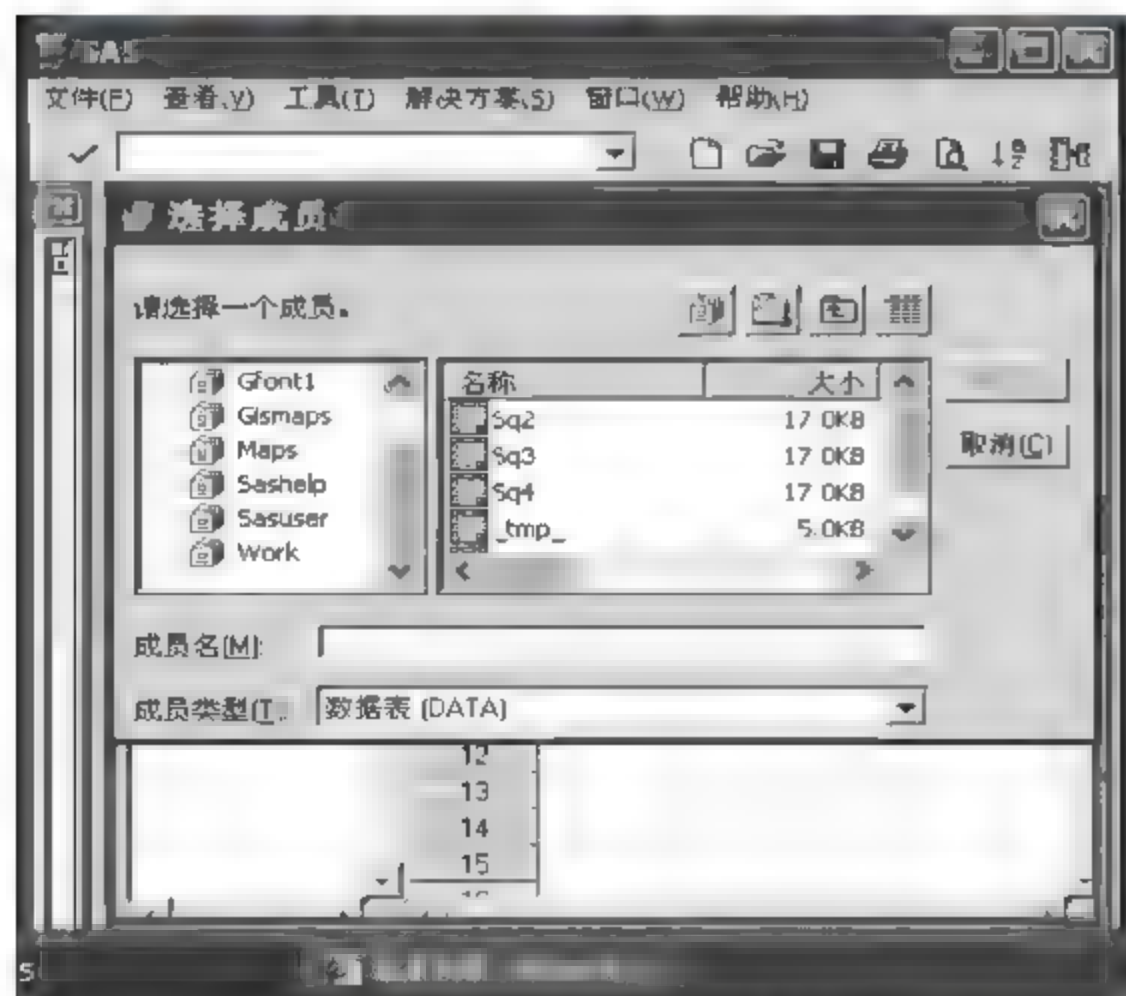 SAS
文件(F) 查看(V) 工具(T) 解决方案(S) 窗口(W) 帮助(H)
选择成员
请选择一个成员。
Gfont1
Gismaps
Maps
Sashelp
Sasuser
Work
名称 大小
Sq2 17.0KB
Sq3 17.0KB
Sq4 17.0KB
_tmp_ 5.0KB
取消(C)
成员名(M):
成员类型(T): 数据表 (DATA)
12
13
14
15